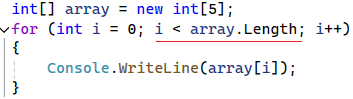 int[] array = new int[5];
for (int i = 0; i < array.Length; i++)
{
    Console.WriteLine(array[i]);
}